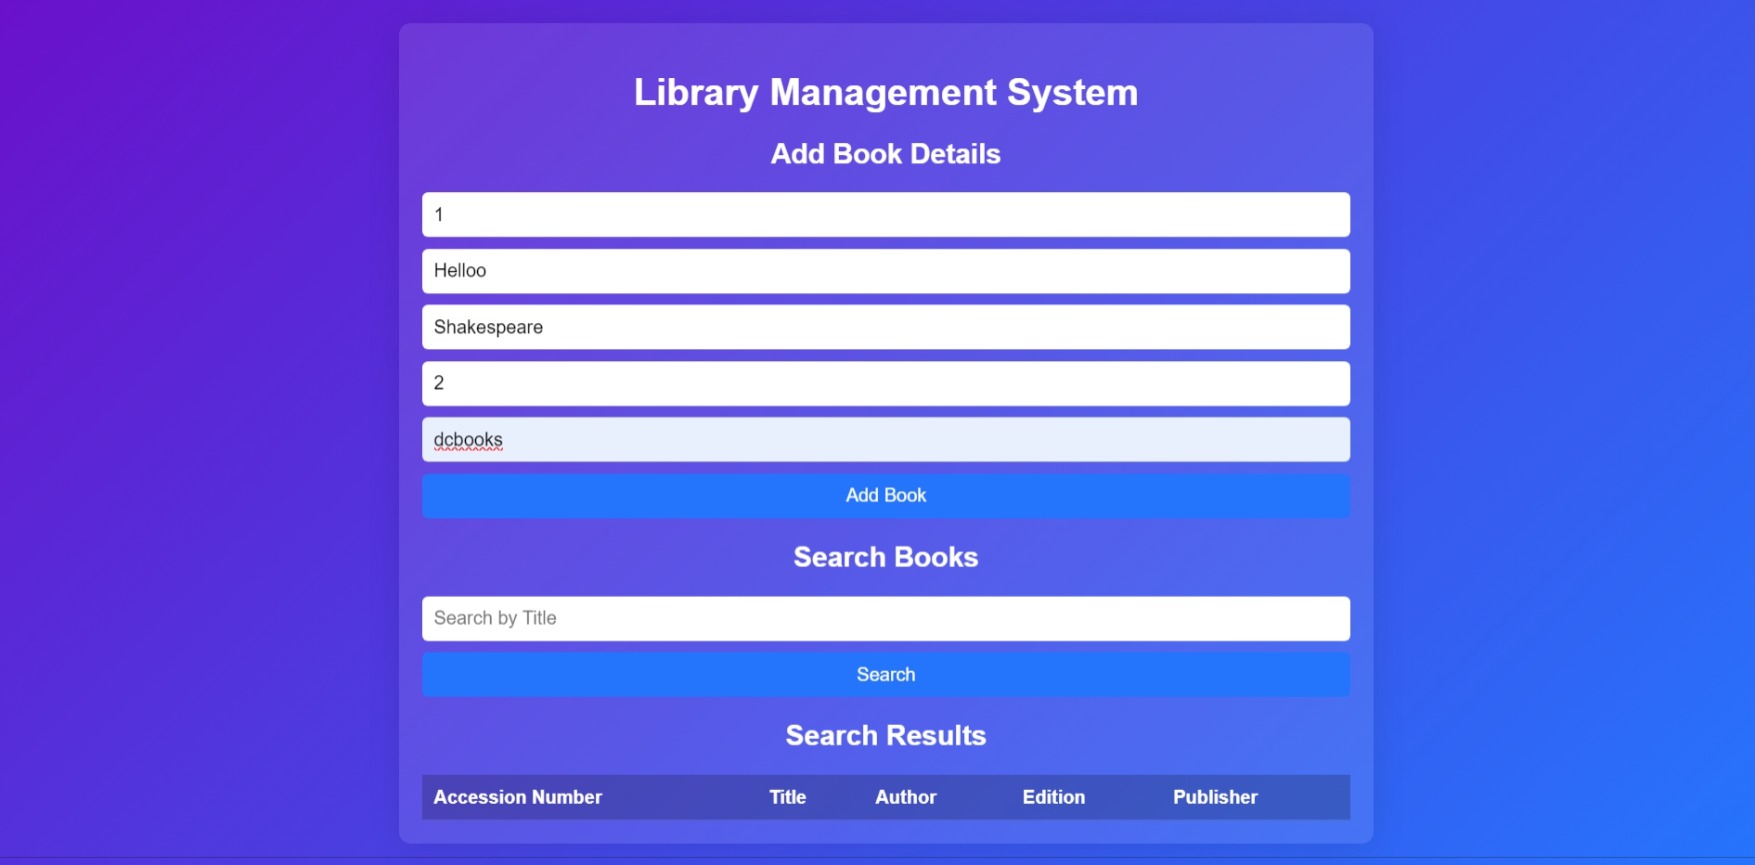 Library Management System
Add Book Details
1
Helloo
Shakespeare
2
dcbooks
Add Book
Search Books
Search by Title
Search
Search Results
Accession Number Title Author Edition Publisher